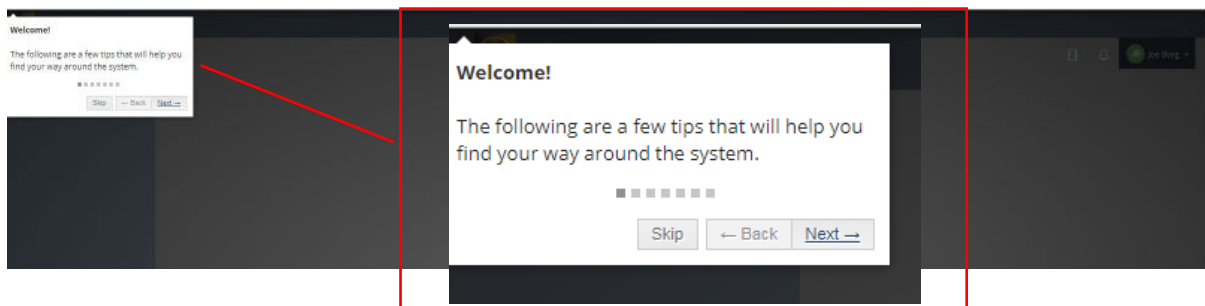 Welcome!
The following are a few tips that will help you
find your way around the system.
Skip
← Back
Next →
Joe Borg
Welcome!
The following are a few tips that will help you
find your way around the system.
Skip
← Back
Next →